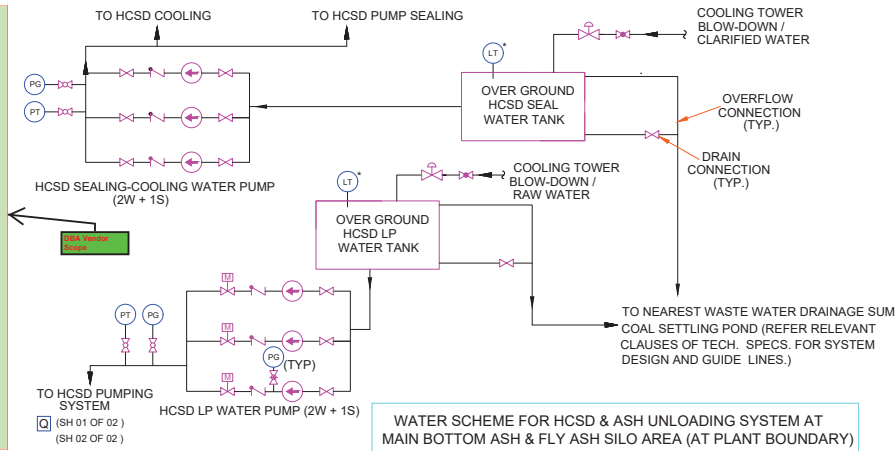 TO HCSD COOLING
TO HCSD PUMP SEALING
COOLING TOWER
BLOW-DOWN /
CLARIFIED WATER
LT *
PG
PT
OVER GROUND
HCSD SEAL
WATER TANK
OVERFLOW
CONNECTION
(TYP.)
DRAIN
CONNECTION
(TYP.)
HCSD SEALING-COOLING WATER PUMP
(2W + 1S)
COOLING TOWER
BLOW-DOWN /
RAW WATER
LT *
OVER GROUND
HCSD LP
WATER TANK
DBA Vendor
Scope
M
M
M
PT
PG
PG
(TYP)
TO NEAREST WASTE WATER DRAINAGE SUM
COAL SETTLING POND (REFER RELEVANT
CLAUSES OF TECH. SPECS. FOR SYSTEM
DESIGN AND GUIDE LINES.)
TO HCSD PUMPING
SYSTEM
Q (SH 01 OF 02 )
(SH 02 OF 02 )
HCSD LP WATER PUMP (2W + 1S)
WATER SCHEME FOR HCSD & ASH UNLOADING SYSTEM AT
MAIN BOTTOM ASH & FLY ASH SILO AREA (AT PLANT BOUNDARY)